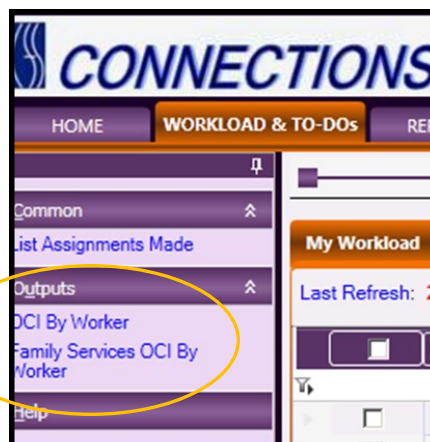 CONNECTIONS
HOME
WORKLOAD & TO-DOs
Common
List Assignments Made
Outputs
OCI By Worker
Family Services OCI By
Worker
Help
My Workload
Last Refresh: